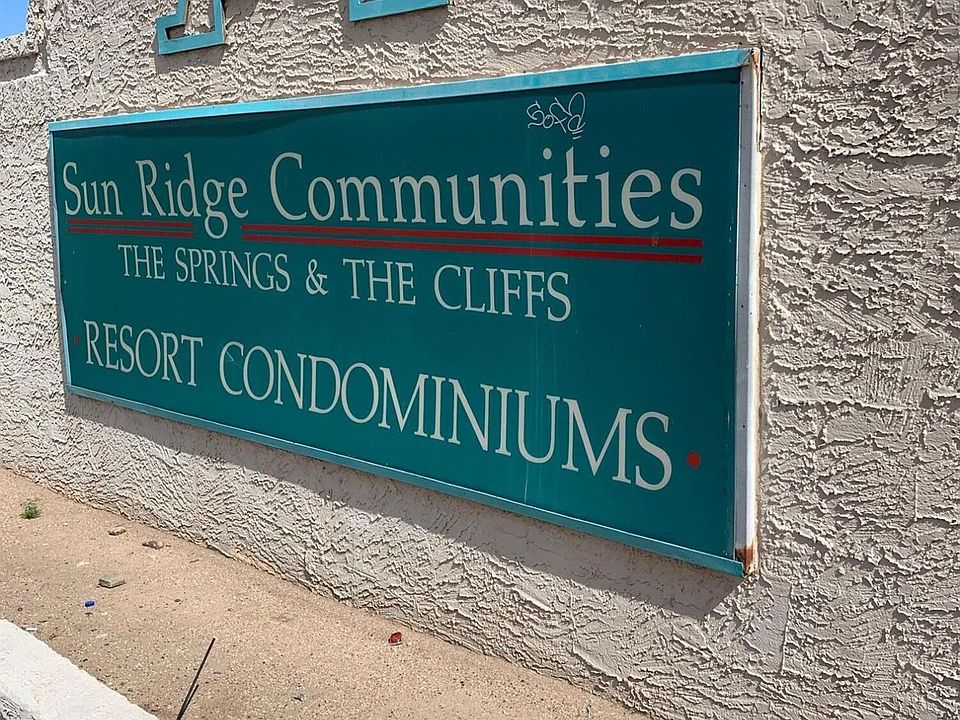 Sun Ridge Communities
THE SPRINGS & THE CLIFFS
RESORT CONDOMINIUMS